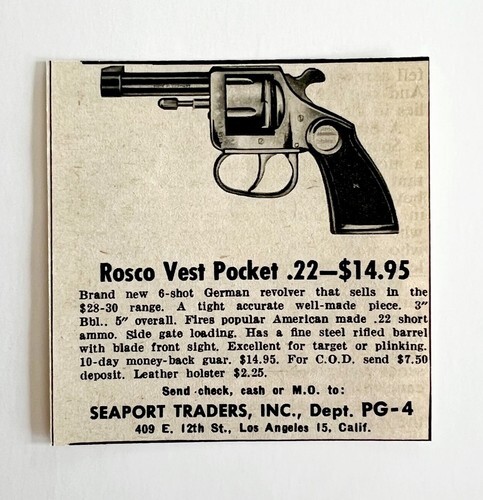 Rosco Vest Pocket .22—$14.95
Brand new 6-shot German revolver that sells in the
$28-30 range. A tight accurate well-made piece. 3"
Bbl.. 5" overall. Fires popular American made .22 short
ammo. Side gate loading. Has a fine steel rifled barrel
with blade front sight. Excellent for target or plinking.
10-day money-back guar. $14.95. For C.O.D. send $7.50
deposit. Leather holster $2.25.
Send check, cash or M.O. to:
SEAPORT TRADERS, INC., Dept. PG-4
409 E. 12th St., Los Angeles 15, Calif.